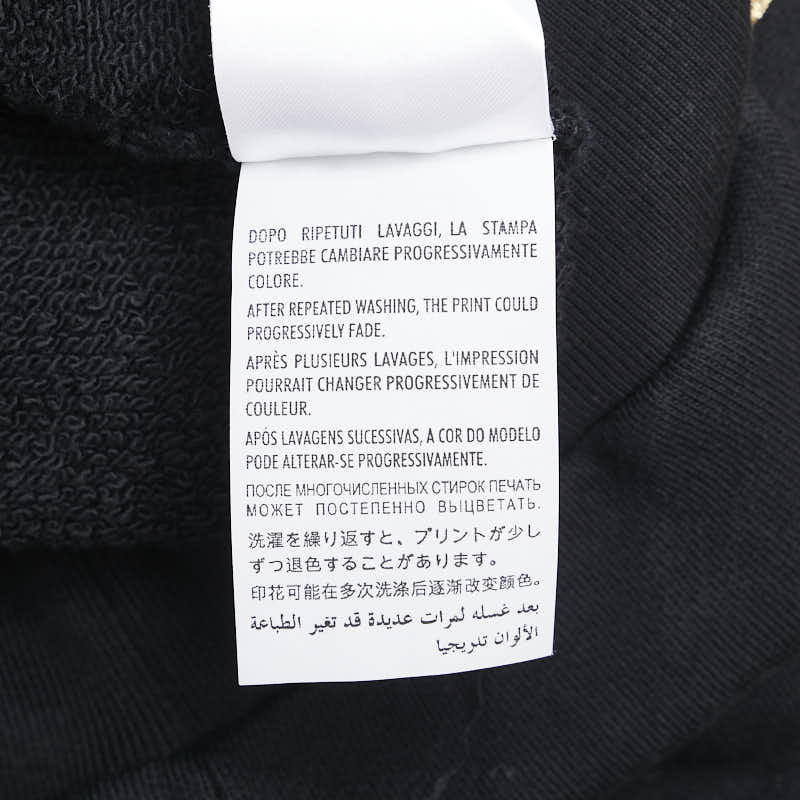 DOPO RIPETUTI LAVAGGI, LA STAMPA
POTREBBE CAMBIARE PROGRESSIVAMENTE
COLORE.
AFTER REPEATED WASHING, THE PRINT COULD
PROGRESSIVELY FADE.
APRÈS PLUSIEURS LAVAGES, L'IMPRESSION
POURRAIT CHANGER PROGRESSIVEMENT DE
COULEUR.
APÓS LAVAGENS SUCESSIVAS, A COR DO MODELO
PODE ALTERAR-SE PROGRESSIVAMENTE.
ПОСЛЕ МНОГОЧИСЛЕННЫХ СТИРОК ПЕЧАТЬ
МОЖЕТ ПОСТЕПЕННО ВЫЦВЕТАТЬ.
洗濯を繰り返すと、プリントが少し
ずつ退色することがあります。
印花可能在多次洗涤后逐渐改变颜色。
بعد غسله لمرات عديدة قد تغير الطباعة
الألوان تدريجيا